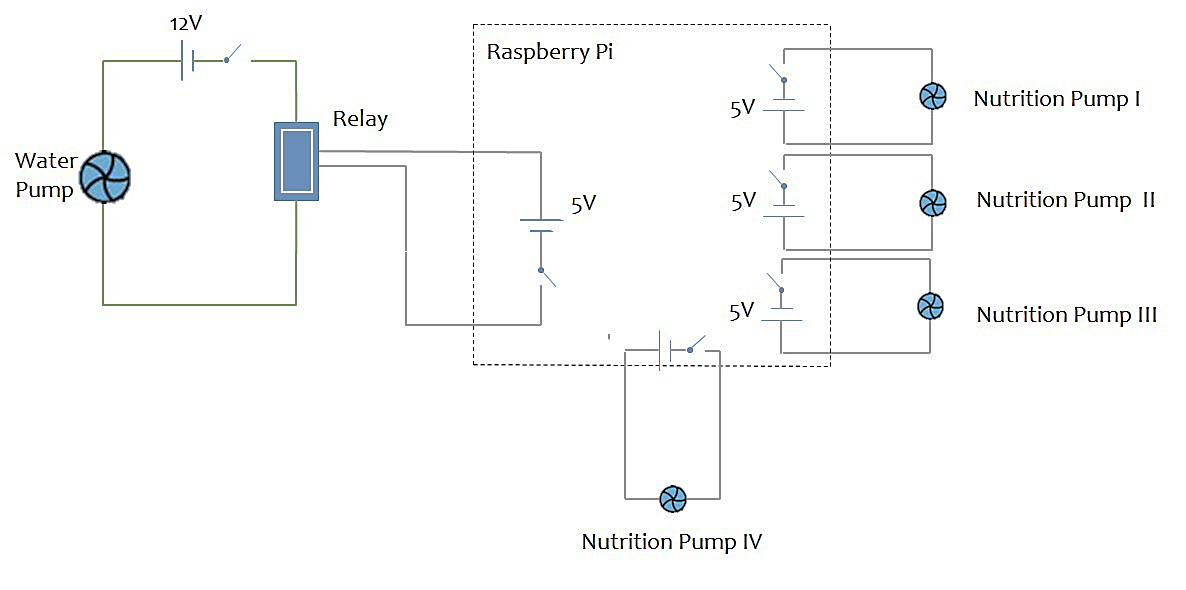 12V
Raspberry Pi
Relay
Water
Pump
5V
5V
Nutrition Pump I
5V
Nutrition Pump  II
5V
Nutrition Pump III
Nutrition Pump IV